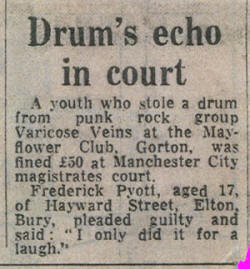 Drum's echo
in court
A youth who stole a drum
from punk rock group
Varicose Veins at the May-
flower Club, Gorton, was
fined £50 at Manchester City
magistrates court.
Frederick Pyott, aged 17,
of Hayward Street, Elton,
Bury, pleaded guilty and
said: "I only did it for a
laugh."